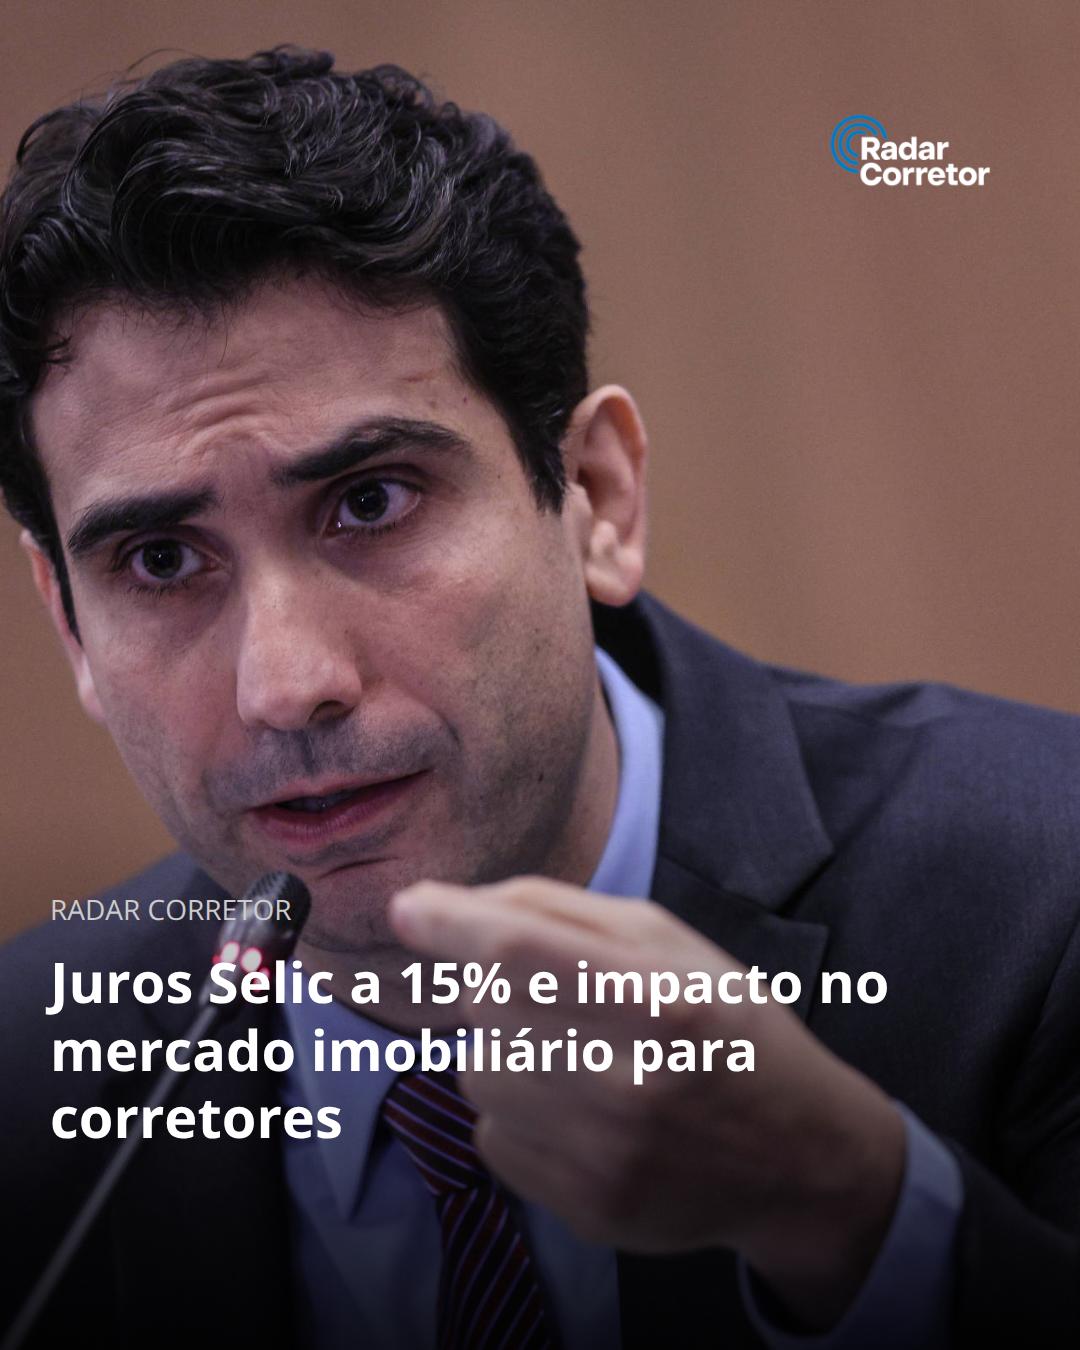 Radar
Corretor
RADAR CORRETOR
Juros Selic a 15% e impacto no
mercado imobiliário para
corretores